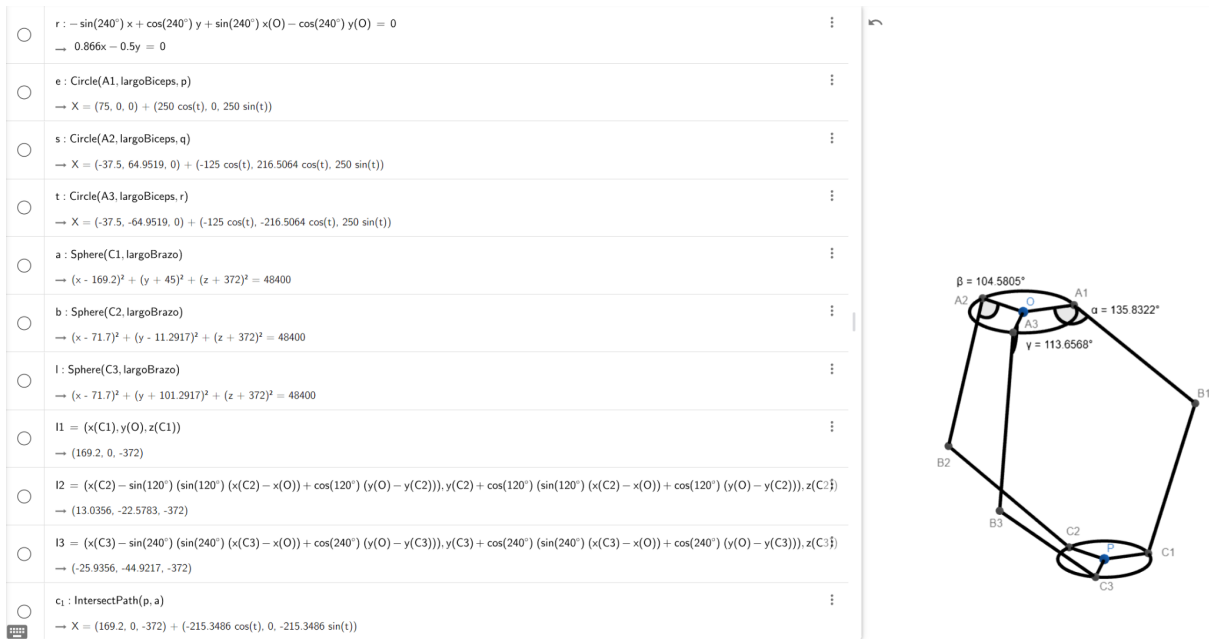 r : − sin(240°) x + cos(240°) y + sin(240°) x(O) − cos(240°) y(O) = 0
→ 0.866x − 0.5y = 0
e : Circle(A1, largoBiceps, p)
→ X = (75, 0, 0) + (250 cos(t), 0, 250 sin(t))
s : Circle(A2, largoBiceps, q)
→ X = (-37.5, 64.9519, 0) + (-125 cos(t), 216.5064 cos(t), 250 sin(t))
t : Circle(A3, largoBiceps, r)
→ X = (-37.5, -64.9519, 0) + (-125 cos(t), -216.5064 cos(t), 250 sin(t))
a : Sphere(C1, largoBrazo)
→ (x - 169.2)² + (y + 45)² + (z + 372)² = 48400
b : Sphere(C2, largoBrazo)
→ (x - 71.7)² + (y - 11.2917)² + (z + 372)² = 48400
l : Sphere(C3, largoBrazo)
→ (x - 71.7)² + (y + 101.2917)² + (z + 372)² = 48400
I1 = (x(C1), y(O), z(C1))
→ (169.2, 0, -372)
I2 = (x(C2) − sin(120°) (sin(120°) (x(C2) − x(O)) + cos(120°) (y(O) − y(C2))), y(C2) + cos(120°) (sin(120°) (x(C2) − x(O)) + cos(120°) (y(O) − y(C2))), z(C2))
→ (13.0356, -22.5783, -372)
I3 = (x(C3) − sin(240°) (sin(240°) (x(C3) − x(O)) + cos(240°) (y(O) − y(C3))), y(C3) + cos(240°) (sin(240°) (x(C3) − x(O)) + cos(240°) (y(O) − y(C3))), z(C3))
→ (-25.9356, -44.9217, -372)
c₁ : IntersectPath(p, a)
→ X = (169.2, 0, -372) + (-215.3486 cos(t), 0, -215.3486 sin(t))
β = 104.5805°
A2
O
A1
α = 135.8322°
A3
γ = 113.6568°
B1
B2
B3
C2
P
C1
C3